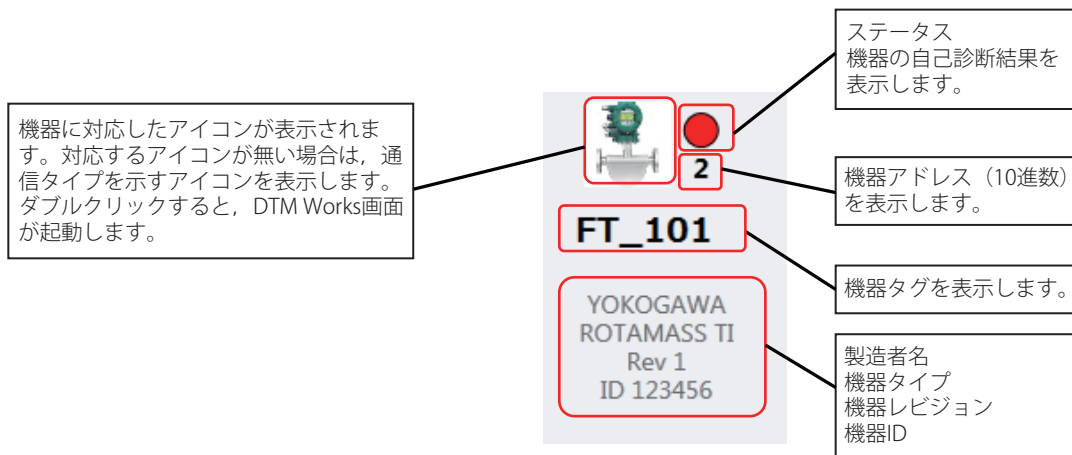 機器に対応したアイコンが表示されま
す。対応するアイコンが無い場合は，通
信タイプを示すアイコンを表示します。
ダブルクリックすると，DTM Works画面
が起動します。
2
FT_101
YOKOGAWA
ROTAMASS TI
Rev 1
ID 123456
ステータス
機器の自己診断結果を
表示します。
機器アドレス（10進数）
を表示します。
機器タグを表示します。
製造者名
機器タイプ
機器レビジョン
機器ID